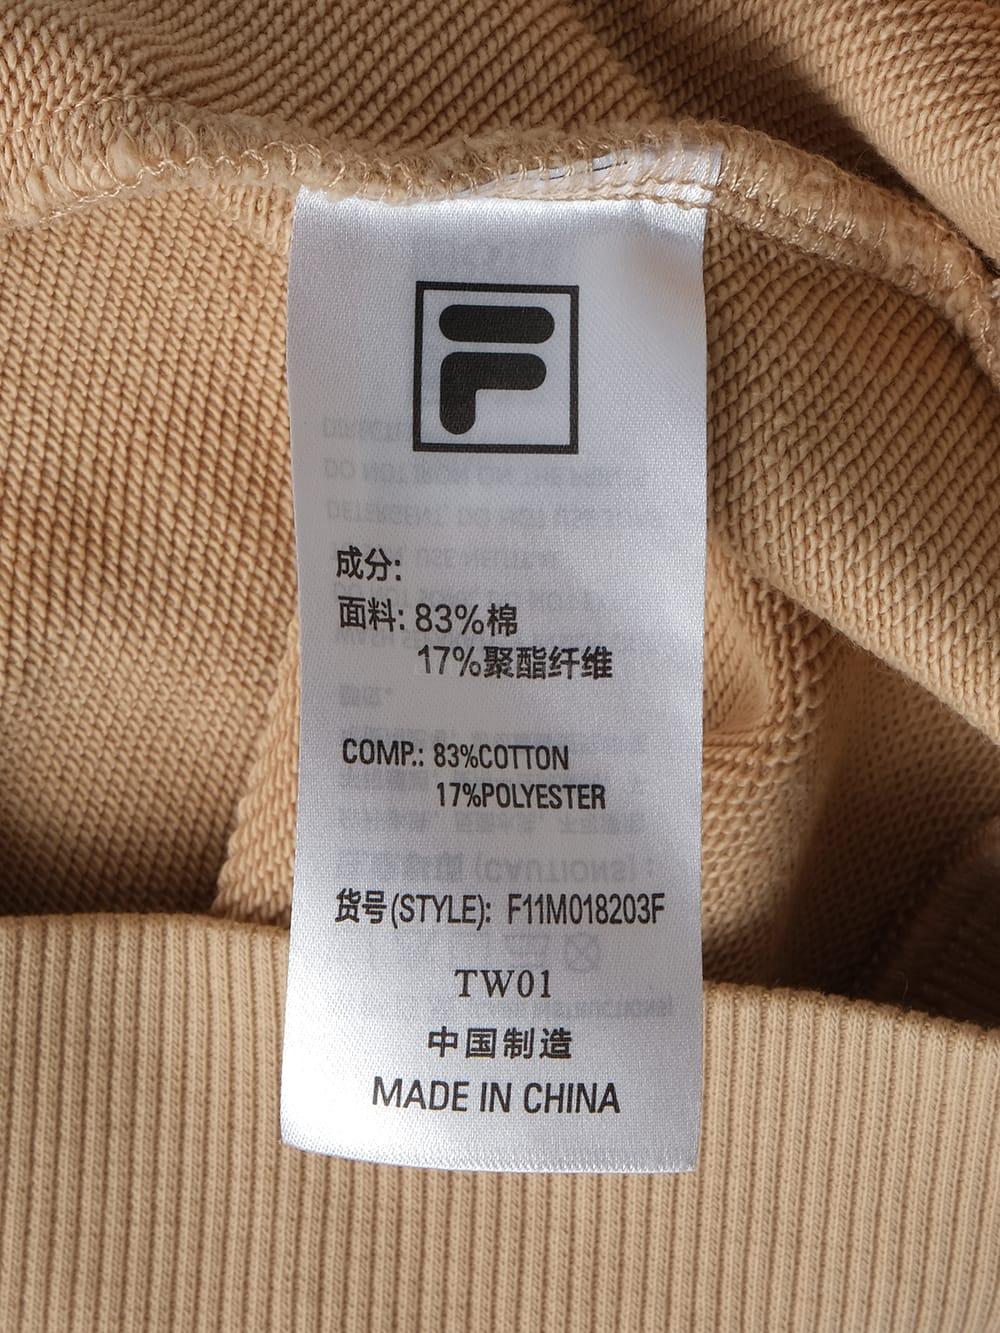 F
成分:
面料: 83%棉
17%聚酯纤维
COMP.: 83%COTTON
17%POLYESTER
货号(STYLE): F11M018203F
TW01
中国制造
MADE IN CHINA